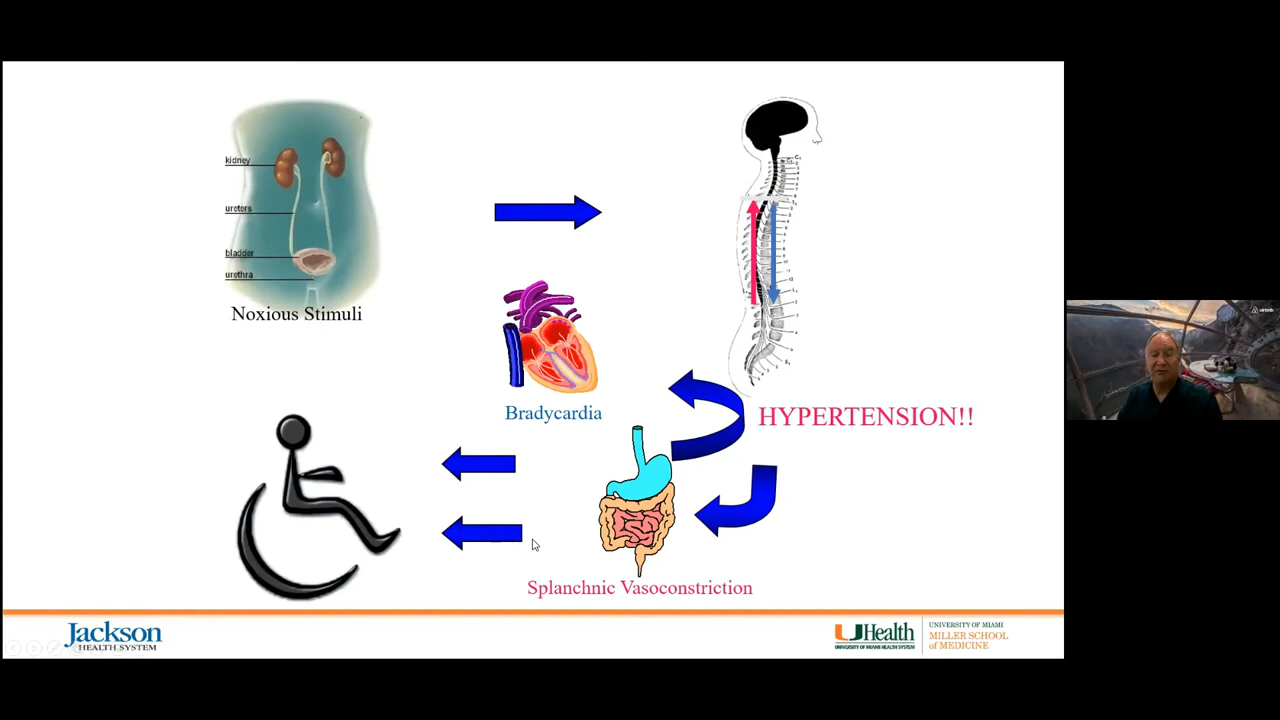 kidney
ureters
bladder
urethra
Noxious Stimuli
Bradycardia
HYPERTENSION!!
Splanchnic Vasoconstriction
airbnb
Jackson
HEALTH SYSTEM
UHealth
UNIVERSITY OF MIAMI HEALTH SYSTEM
UNIVERSITY OF MIAMI
MILLER SCHOOL
of MEDICINE